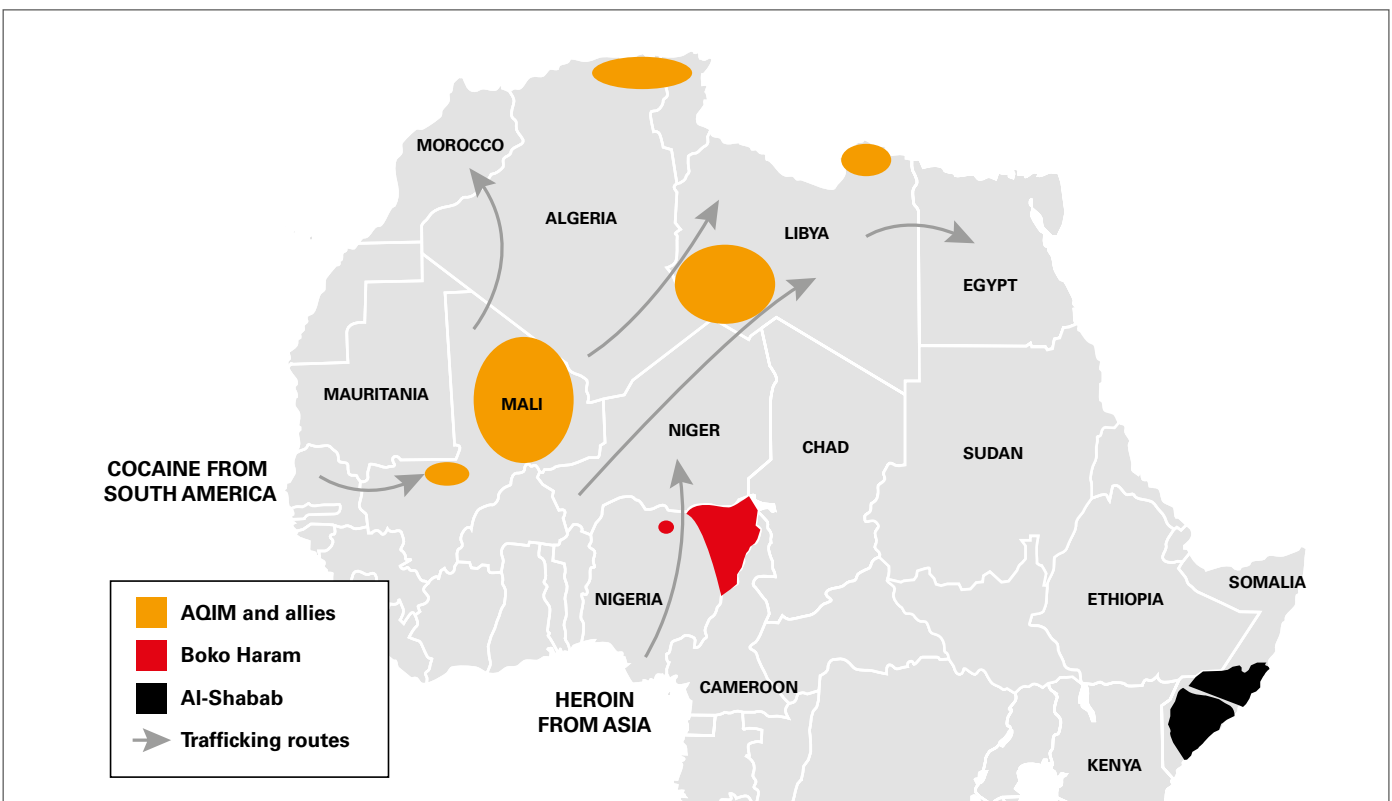 MOROCCO
ALGERIA
LIBYA
EGYPT
MAURITANIA
MALI
NIGER
CHAD
SUDAN
COCAINE FROM
SOUTH AMERICA
NIGERIA
ETHIOPIA
SOMALIA
CAMEROON
HEROIN
FROM ASIA
KENYA
AQIM and allies
Boko Haram
Al-Shabab
Trafficking routes